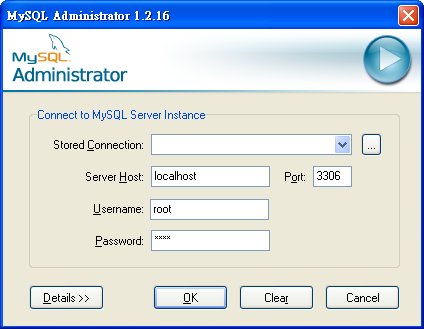 MySQL Administrator 1.2.16
MySQL
Administrator
Connect to MySQL Server Instance
Stored Connection:
...
Server Host: localhost Port: 3306
Username: root
Password: ****
Details >> OK Clear Cancel